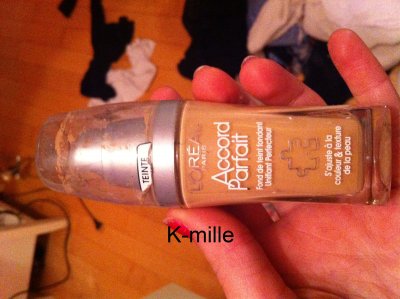 TEINTE
L'ORÉAL
PARIS
Accord
Parfait
Fond de teint fondant
Unifiant Perfecteur
S'ajuste à la
couleur & texture
de la peau
K-mille